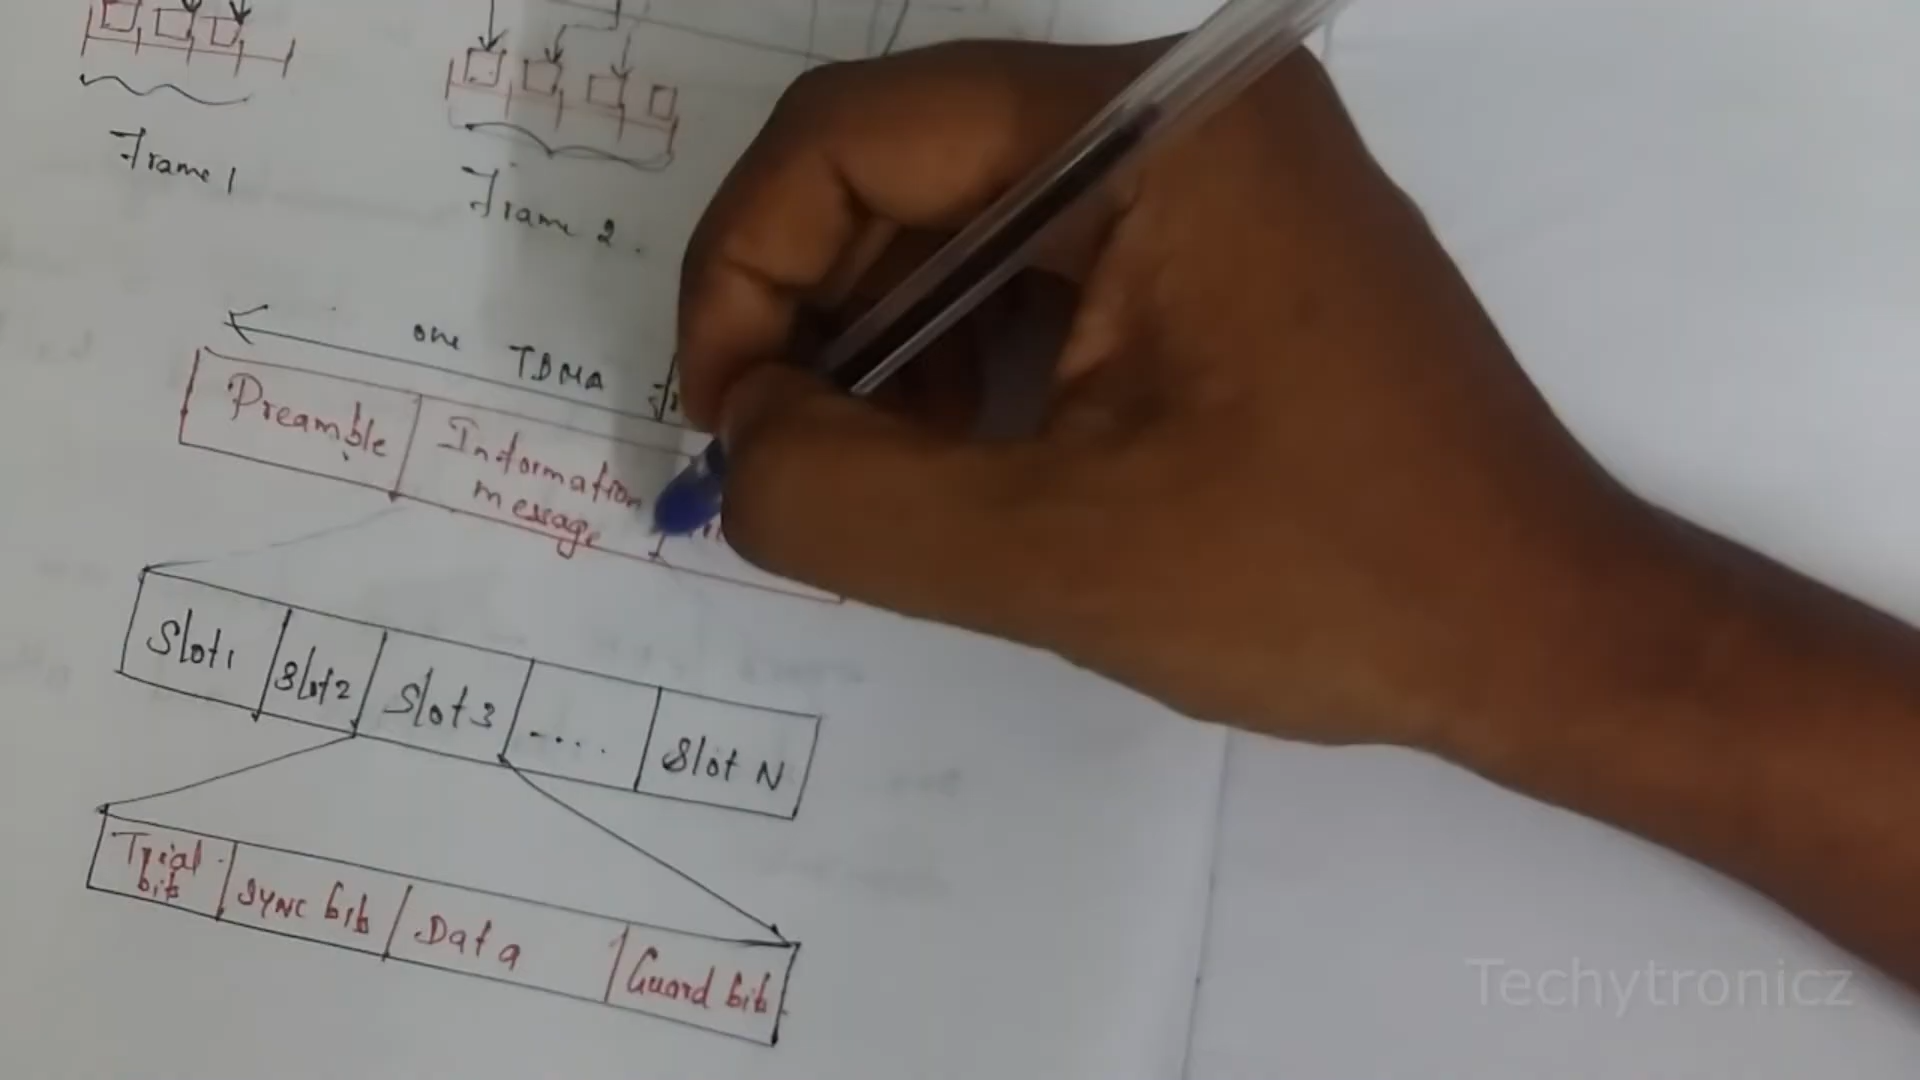 Frame 1
Frame 2.
one TDMA
Preamble
Information
message
Slot1
Slot2
Slot3
....
Slot N
Trial
bits
SYNC bits
Data
Guard bits
Techytronicz